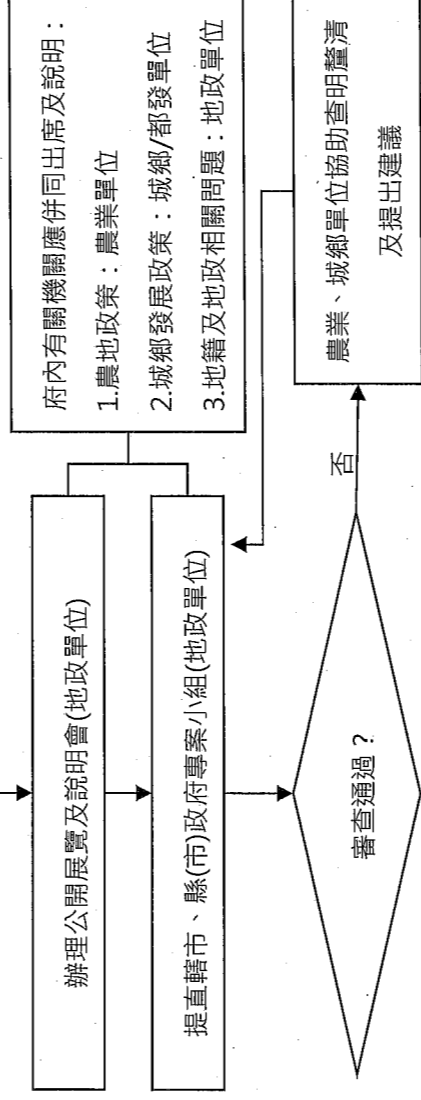 辦理公開展覽及說明會(地政單位)
府內有關機關應併同出席及說明：
1.農地政策：農業單位
2.城鄉發展政策：城鄉/都發單位
3.地籍及地政相關問題：地政單位
提直轄市、縣(市)政府專案小組(地政單位)
審查通過？
否
農業、城鄉單位協助查明釐清
及提出建議